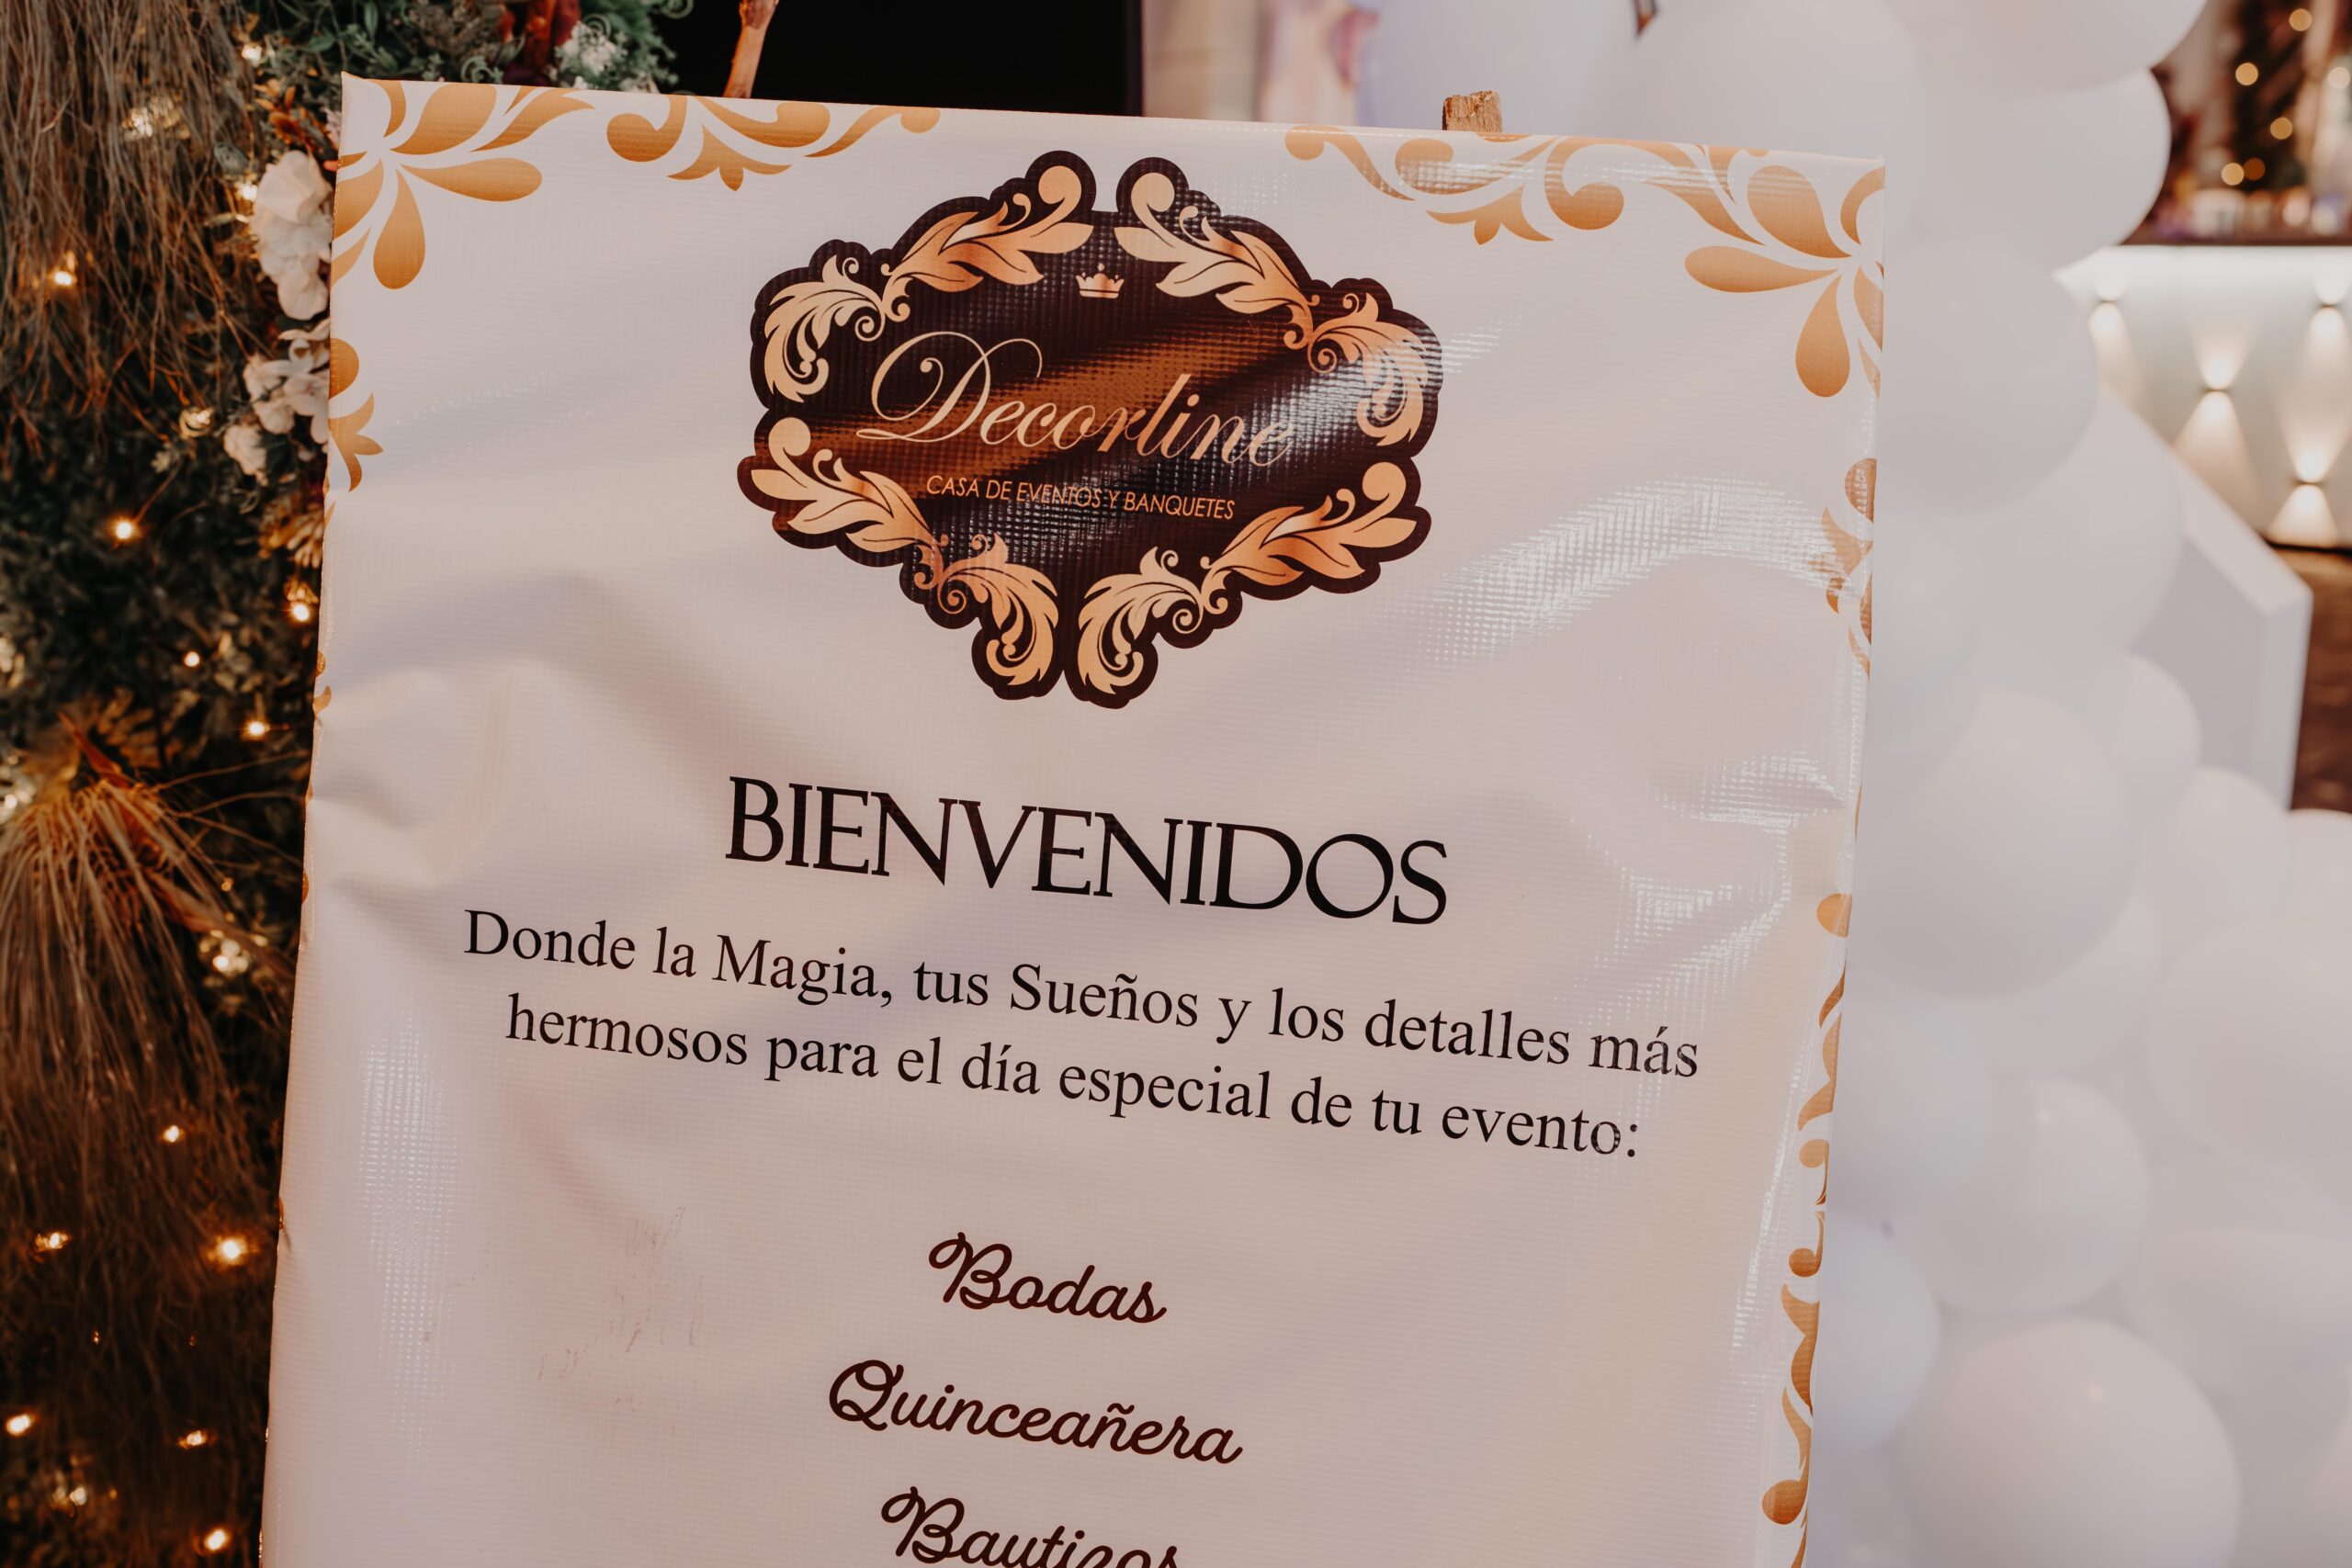 Decorline
CASA DE EVENTOS Y BANQUETES
BIENVENIDOS
Donde la Magia, tus Sueños y los detalles más
hermosos para el día especial de tu evento:
Bodas
Quinceañera
Bautizos